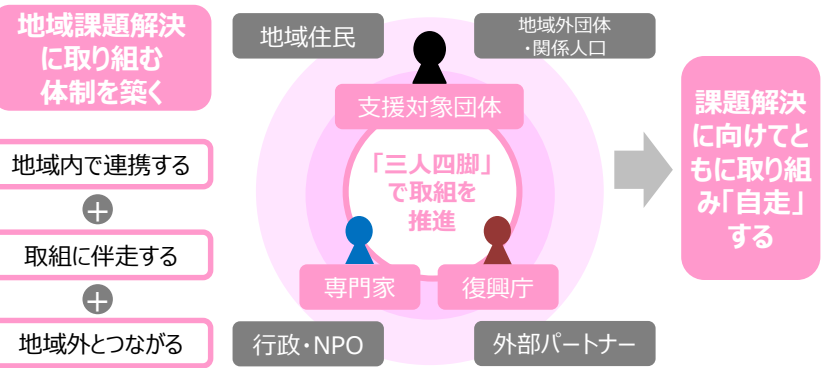 地域課題解決
に取り組む
体制を築く
地域内で連携する
+
取組に伴走する
+
地域外とつながる
地域住民
地域外団体
・関係人口
支援対象団体
「三人四脚」
で取組を
推進
専門家
復興庁
行政・NPO
外部パートナー
課題解決
に向けてと
もに取り組
み「自走」
する